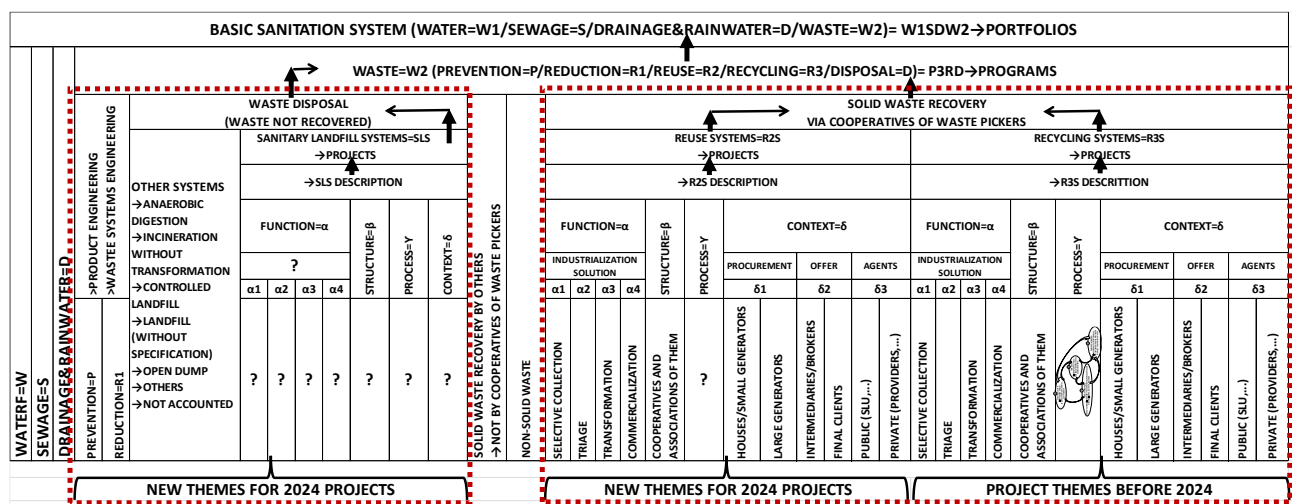 BASIC SANITATION SYSTEM (WATER=W1/SEWAGE=S/DRAINAGE&RAINWATER=D/WASTE=W2)= W1SDW2→PORTFOLIOS
WASTE=W2 (PREVENTION=P/REDUCTION=R1/REUSE=R2/RECYCLING=R3/DISPOSAL=D)= P3RD→PROGRAMS
WATERF=W
SEWAGE=S
DRAINAGE&RAINWATER=D
>PRODUCT ENGINEERING
>WASTEE SYSTEMS ENGINEERING
PREVENTION=P
REDUCTION=R1
WASTE DISPOSAL
(WASTE NOT RECOVERED)
OTHER SYSTEMS
→ANAEROBIC
DIGESTION
→INCINERATION
WITHOUT
TRANSFORMATION
→CONTROLLED
LANDFILL
→LANDFILL
(WITHOUT
SPECIFICATION)
→OPEN DUMP
→OTHERS
→NOT ACCOUNTED
SANITARY LANDFILL SYSTEMS=SLS
→PROJECTS
→SLS DESCRIPTION
FUNCTION=α
?
α1 α2 α3 α4
STRUCTURE=β
PROCESS=Y
CONTEXT=δ
? ? ? ? ? ? ?
SOLID WASTE RECOVERY BY OTHERS
→ NOT BY COOPERATIVES OF WASTE PICKERS
NON-SOLID WASTE
SOLID WASTE RECOVERY
VIA COOPERATIVES OF WASTE PICKERS
REUSE SYSTEMS=R2S
→PROJECTS
→R2S DESCRIPTION
FUNCTION=α
INDUSTRIALIZATION
SOLUTION
α1 α2 α3 α4
SELECTIVE COLLECTION
TRIAGE
TRANSFORMATION
COMMERCIALIZATION
STRUCTURE=β
COOPERATIVES AND
ASSOCIATIONS OF THEM
PROCESS=Y
?
CONTEXT=δ
PROCUREMENT OFFER AGENTS
δ1 δ2 δ3
HOUSES/SMALL GENERATORS
LARGE GENERATORS
INTERMEDIARIES/BROKERS
FINAL CLIENTS
PUBLIC (SLU,...)
PRIVATE (PROVIDERS,...)
RECYCLING SYSTEMS=R3S
→PROJECTS
→R3S DESCRITTION
FUNCTION=α
INDUSTRIALIZATION
SOLUTION
α1 α2 α3 α4
SELECTIVE COLLECTION
TRIAGE
TRANSFORMATION
COMMERCIALIZATION
STRUCTURE=β
COOPERATIVES AND
ASSOCIATIONS OF THEM
PROCESS=Y
CONTEXT=δ
PROCUREMENT OFFER AGENTS
δ1 δ2 δ3
HOUSES/SMALL GENERATORS
LARGE GENERATORS
INTERMEDIARIES/BROKERS
FINAL CLIENTS
PUBLIC (SLU,...)
PRIVATE (PROVIDERS,...)
NEW THEMES FOR 2024 PROJECTS
NEW THEMES FOR 2024 PROJECTS
PROJECT THEMES BEFORE 2024